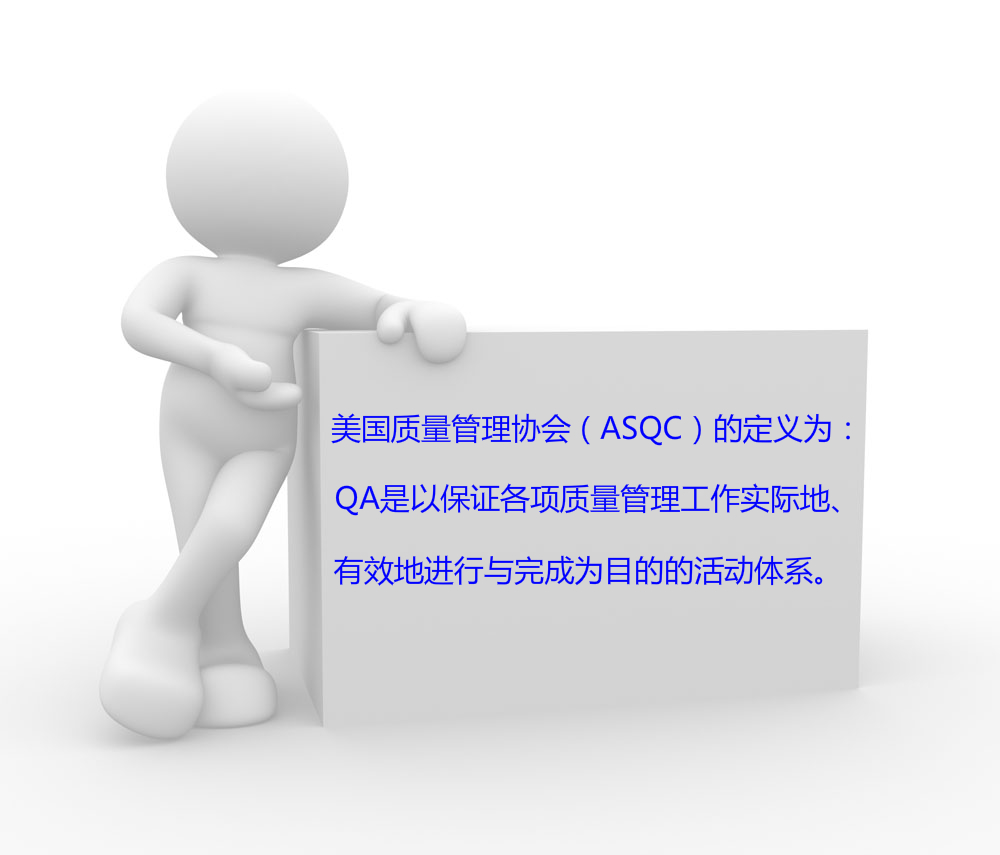 美国质量管理协会（ASQC）的定义为：
QA是以保证各项质量管理工作实际地、
有效地进行与完成为目的的活动体系。